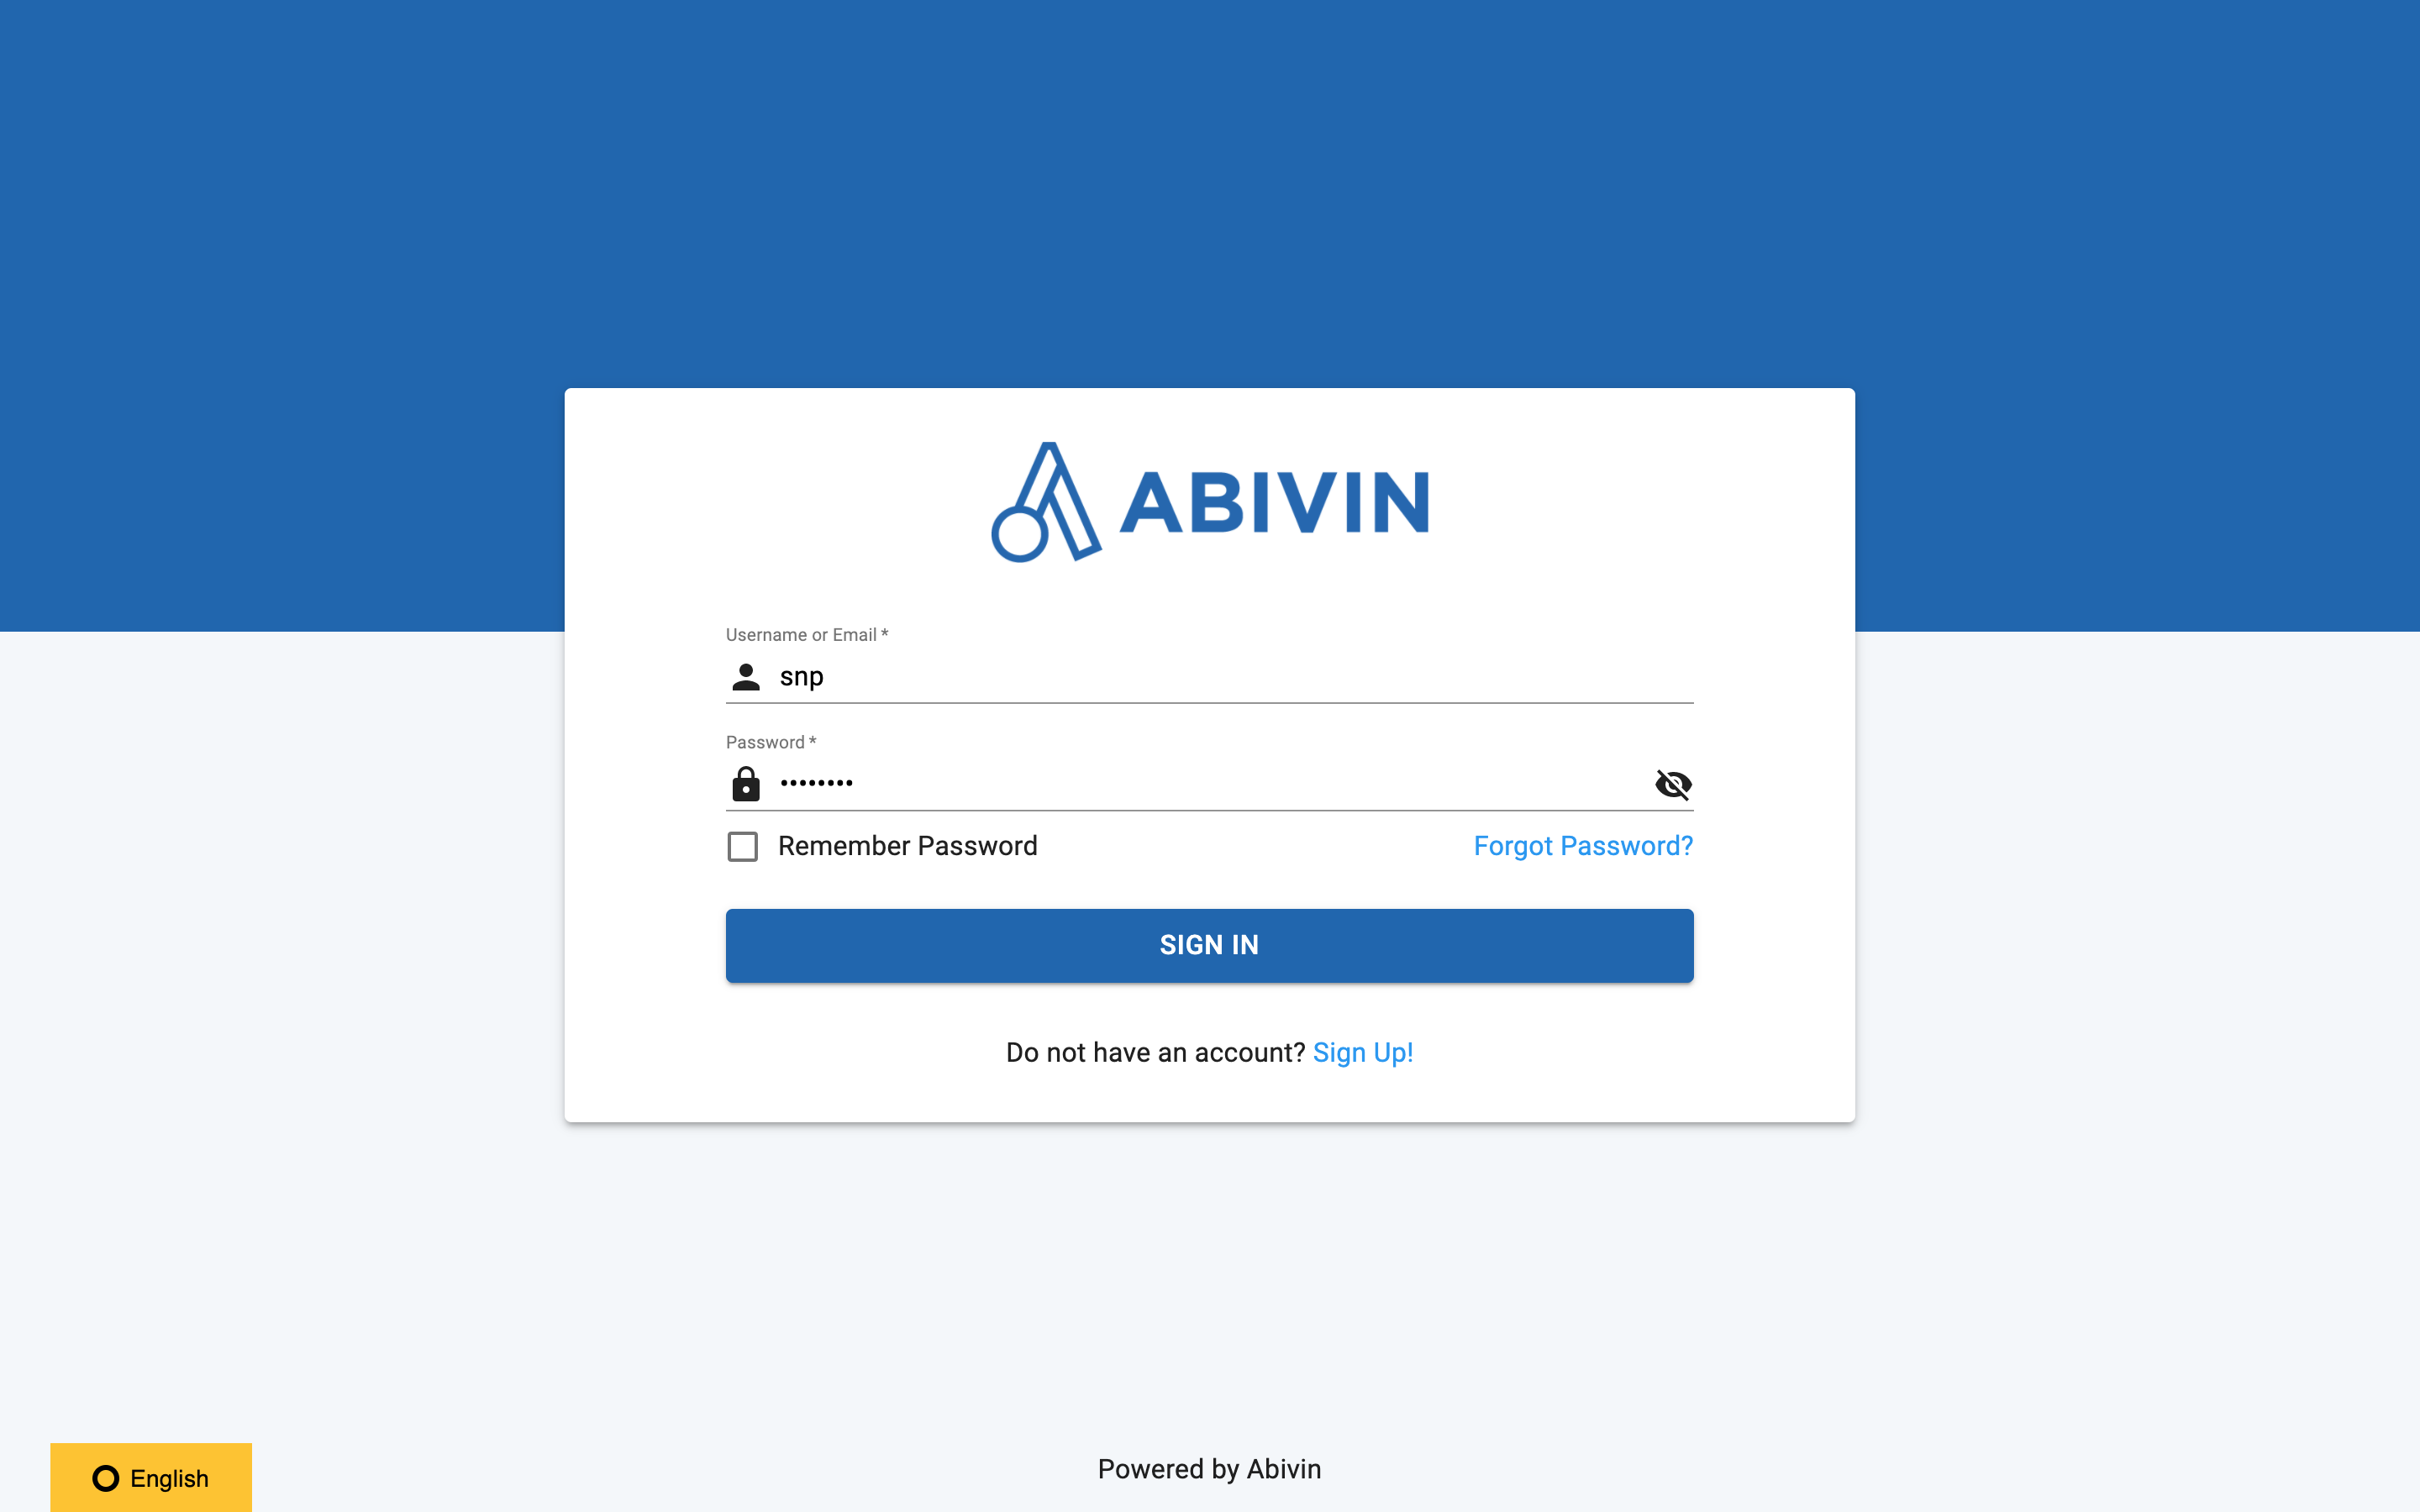 ABIVIN
Username or Email *
snp
Password *
••••••••
Remember Password
Forgot Password?
SIGN IN
Do not have an account? Sign Up!
Powered by Abivin
English